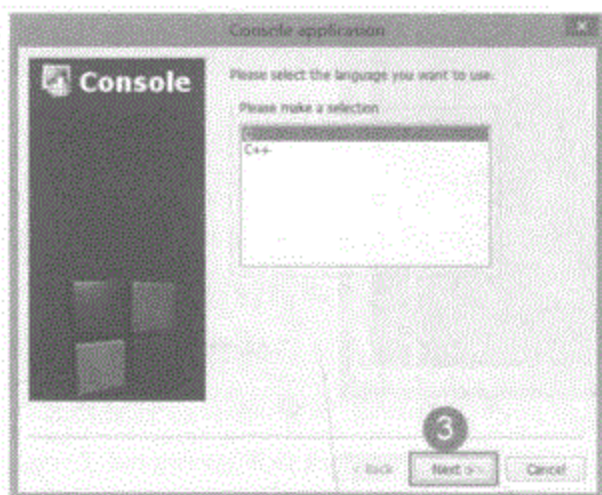 Console application
Console
Please select the language you want to use.
Please make a selection
C++
3
< Back
Next >
Cancel